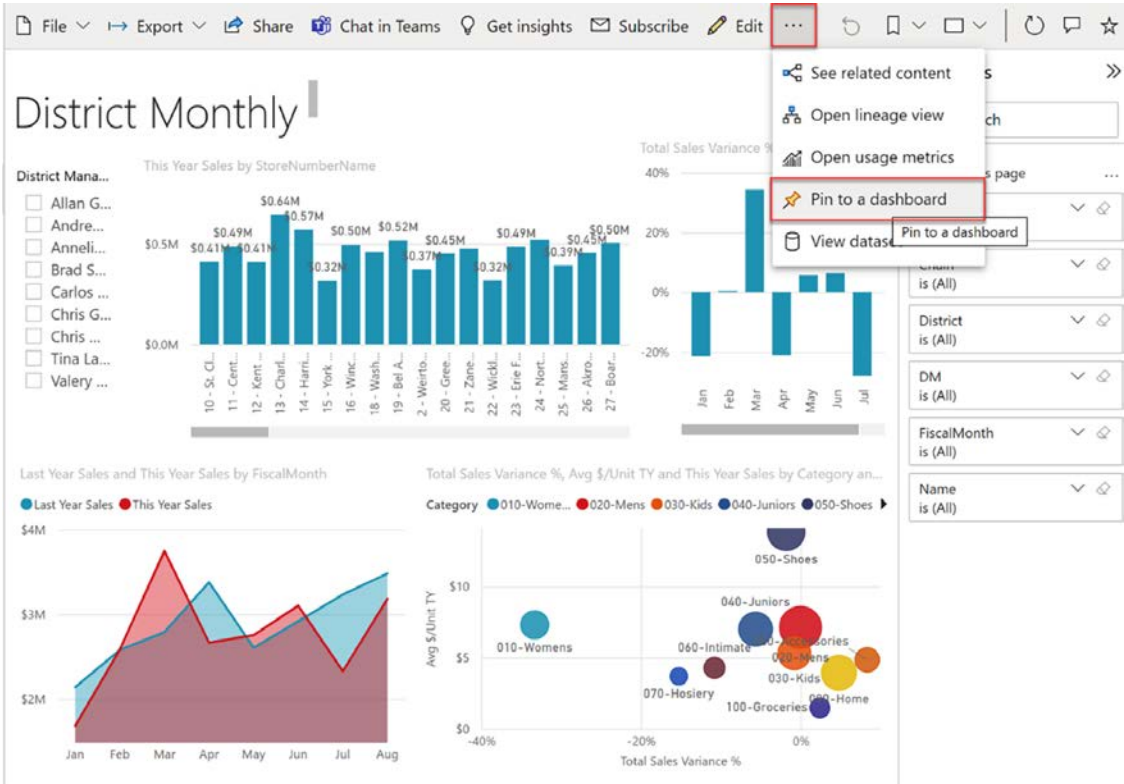 File Export Share Chat in Teams Get insights Subscribe Edit ...
See related content
Open lineage view
Open usage metrics
Pin to a dashboard
View datase
Pin to a dashboard
s
ch
s page ...
District Monthly
District Mana...
Allan G...
Andre...
Anneli...
Brad S...
Carlos ...
Chris G...
Chris ...
Tina La...
Valery ...
This Year Sales by StoreNumberName
$0.5M
$0.0M
$0.41M
$0.49M
$0.41M
$0.64M
$0.57M
$0.32M
$0.50M
$0.52M
$0.37M
$0.45M
$0.32M
$0.49M
$0.39M
$0.45M
$0.50M
10 - St. Cl...
11 - Cent...
12 - Kent ...
13 - Charl...
14 - Harri...
15 - York ...
16 - Winc...
18 - Wash...
19 - Bel A...
2 - Weirto...
20 - Gree...
21 - Zane...
22 - Wickl...
23 - Erie F...
24 - Nort...
25 - Mans...
26 - Akro...
27 - Boar...
Total Sales Variance %
40%
20%
0%
-20%
Jan
Feb
Mar
Apr
May
Jun
Jul
Chain
is (All)
District
is (All)
DM
is (All)
FiscalMonth
is (All)
Name
is (All)
Last Year Sales and This Year Sales by FiscalMonth
Last Year Sales This Year Sales
$4M
$3M
$2M
Jan Feb Mar Apr May Jun Jul Aug
Total Sales Variance %, Avg $/Unit TY and This Year Sales by Category an...
Category 010-Wome... 020-Mens 030-Kids 040-Juniors 050-Shoes
Avg $/Unit TY
$10
$5
$0
050-Shoes
040-Juniors
010-Womens
060-Intimate
020-Mens
030-Kids
070-Hosiery
100-Groceries
-40% -20% 0%
Total Sales Variance %